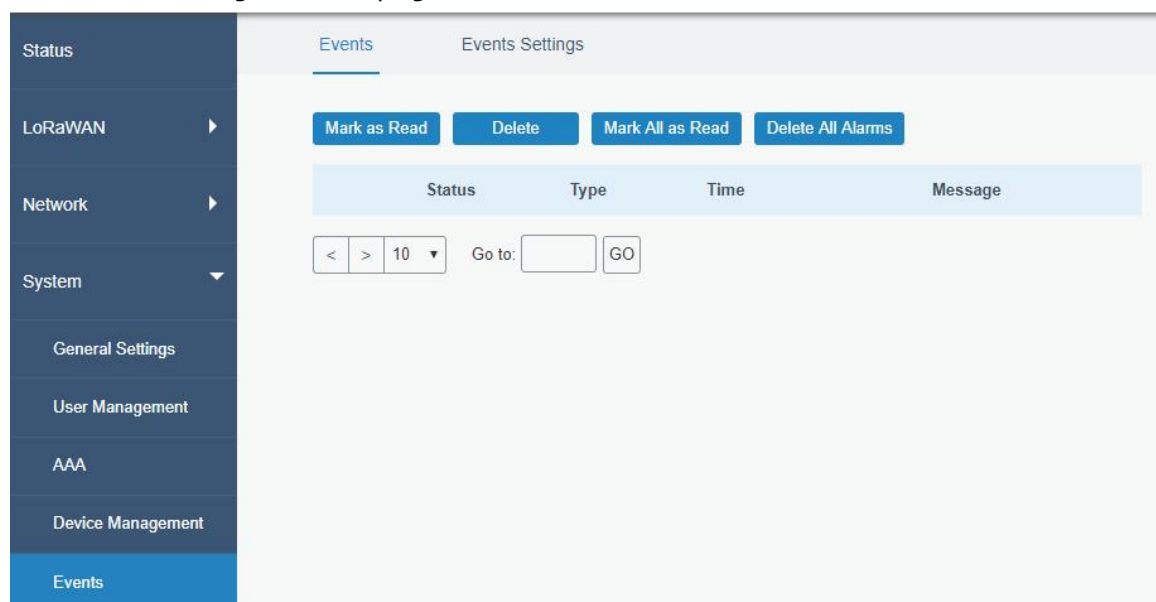 Status
LoRaWAN
Network
System
General Settings
User Management
AAA
Device Management
Events
Events Events Settings
Mark as Read Delete Mark All as Read Delete All Alarms
Status Type Time Message
< > 10 Go to: GO